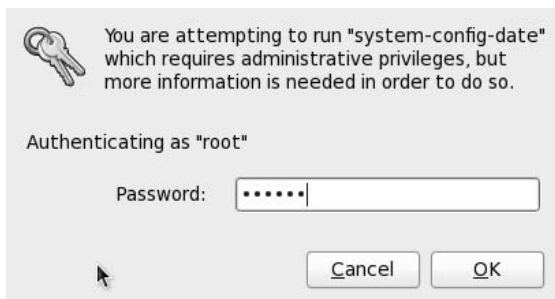 You are attempting to run "system-config-date"
which requires administrative privileges, but
more information is needed in order to do so.
Authenticating as "root"
Password: ••••••
Cancel OK